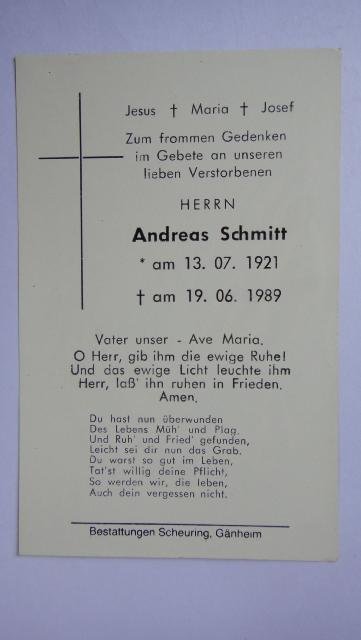 Jesus † Maria † Josef
Zum frommen Gedenken
im Gebete an unseren
lieben Verstorbenen
HERRN
Andreas Schmitt
* am 13. 07. 1921
† am 19. 06. 1989
Vater unser - Ave Maria.
O Herr, gib ihm die ewige Ruhe!
Und das ewige Licht leuchte ihm
Herr, laß' ihn ruhen in Frieden.
Amen.
Du hast nun überwunden
Des Lebens Müh' und Plag,
Und Ruh' und Fried' gefunden,
Leicht sei dir nun das Grab.
Du warst so gut im Leben,
Tat'st willig deine Pflicht,
So werden wir, die leben,
Auch dein vergessen nicht.
Bestattungen Scheuring, Gänheim